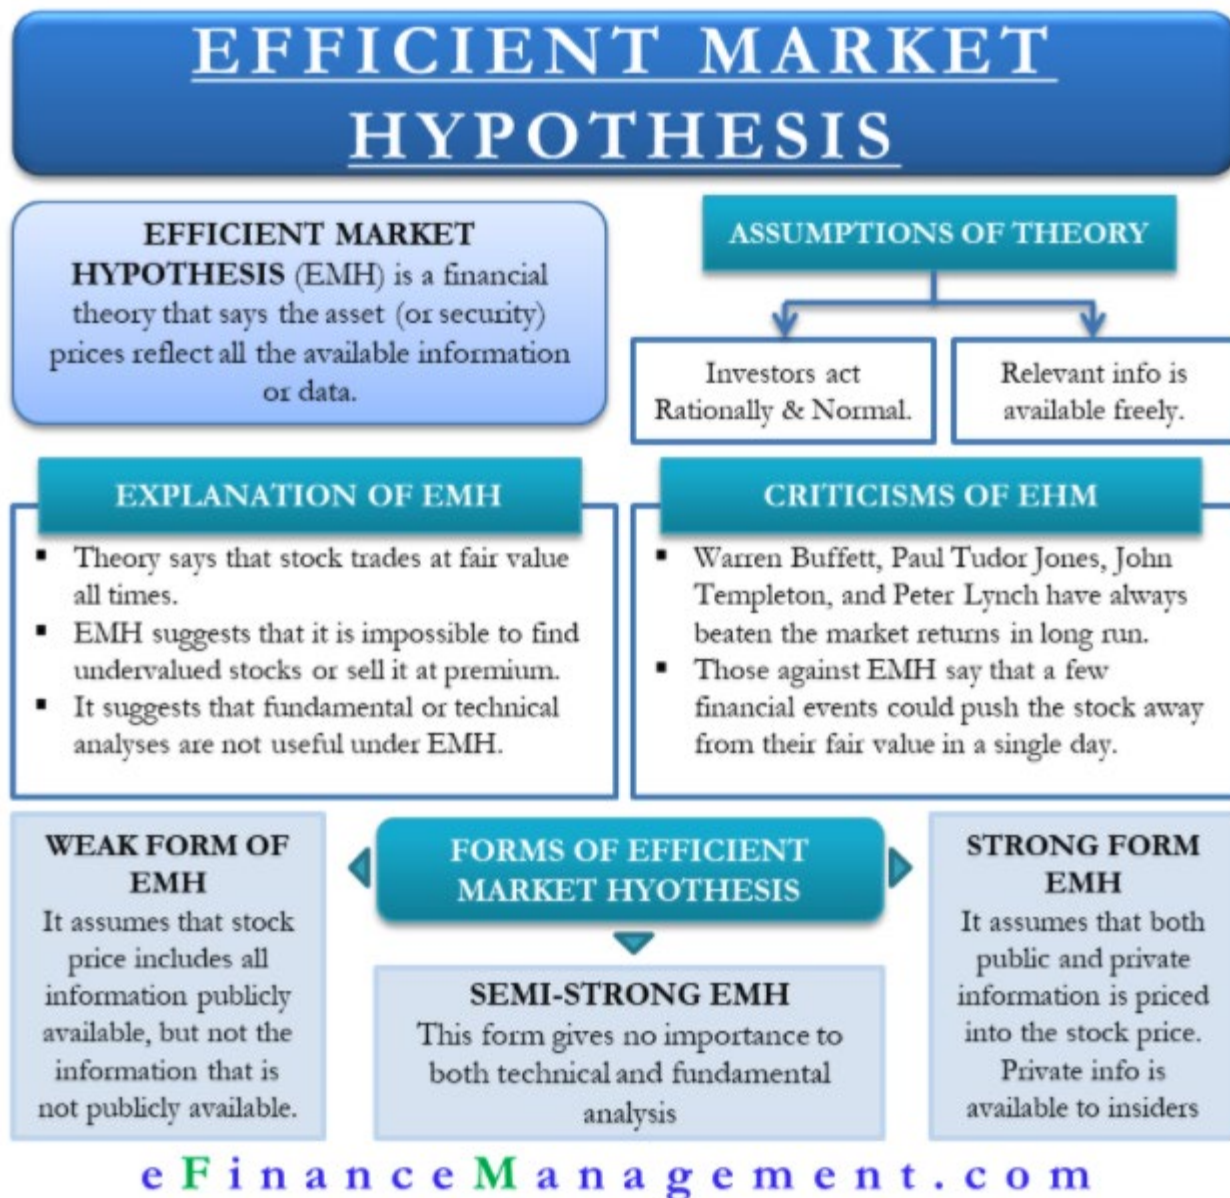 EFFICIENT MARKET
HYPOTHESIS
EFFICIENT MARKET
HYPOTHESIS (EMH) is a financial
theory that says the asset (or security)
prices reflect all the available information
or data.
ASSUMPTIONS OF THEORY
Investors act
Rationally & Normal.
Relevant info is
available freely.
EXPLANATION OF EMH
▪ Theory says that stock trades at fair value
all times.
▪ EMH suggests that it is impossible to find
undervalued stocks or sell it at premium.
▪ It suggests that fundamental or technical
analyses are not useful under EMH.
CRITICISMS OF EHM
▪ Warren Buffett, Paul Tudor Jones, John
Templeton, and Peter Lynch have always
beaten the market returns in long run.
▪ Those against EMH say that a few
financial events could push the stock away
from their fair value in a single day.
FORMS OF EFFICIENT
MARKET HYOTHESIS
WEAK FORM OF
EMH
It assumes that stock
price includes all
information publicly
available, but not the
information that is
not publicly available.
SEMI-STRONG EMH
This form gives no importance to
both technical and fundamental
analysis
STRONG FORM
EMH
It assumes that both
public and private
information is priced
into the stock price.
Private info is
available to insiders
eFinanceManagement.com